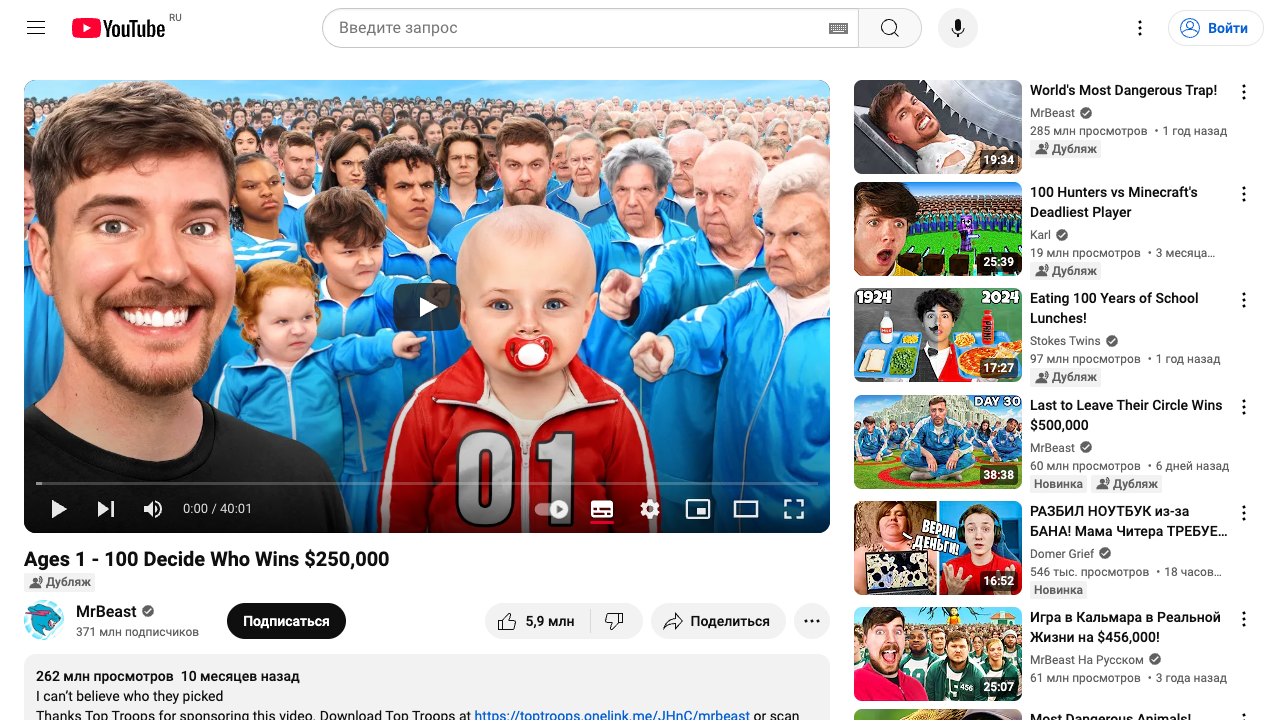 YouTube RU
Введите запрос
Войти
01
0:00 / 40:01
Ages 1 - 100 Decide Who Wins $250,000
Дубляж
MrBeast
371 млн подписчиков
Подписаться
5,9 млн
Поделиться
262 млн просмотров 10 месяцев назад
I can't believe who they picked
Thanks Top Troops for sponsoring this video. Download Top Troops at https://toptroops.onelink.me/JHnC/mrbeast or scan
19:34
World's Most Dangerous Trap!
MrBeast
285 млн просмотров • 1 год назад
Дубляж
25:39
100 Hunters vs Minecraft's
Deadliest Player
Karl
19 млн просмотров • 3 месяца...
Дубляж
1924 2024
PRIME
17:27
Eating 100 Years of School
Lunches!
Stokes Twins
97 млн просмотров • 1 год назад
Дубляж
DAY 30
38:38
Last to Leave Their Circle Wins
$500,000
MrBeast
60 млн просмотров • 6 дней назад
Новинка Дубляж
ВЕРНИ
ДЕНЬГИ!
16:52
РАЗБИЛ НОУТБУК из-за
БАНА! Мама Читера ТРЕБУЕ...
Domer Grief
546 тыс. просмотров • 18 часов...
Новинка
456
25:07
Игра в Кальмара в Реальной
Жизни на $456,000!
MrBeast На Русском
61 млн просмотров • 3 года назад
Most Dangerous Animals!